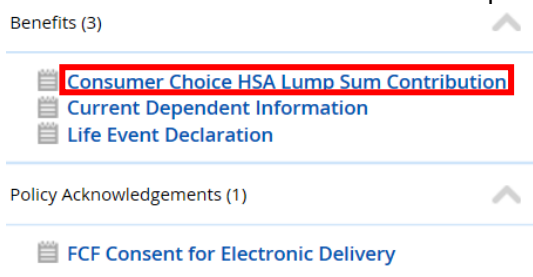 Benefits (3)
Consumer Choice HSA Lump Sum Contribution
Current Dependent Information
Life Event Declaration
Policy Acknowledgements (1)
FCF Consent for Electronic Delivery